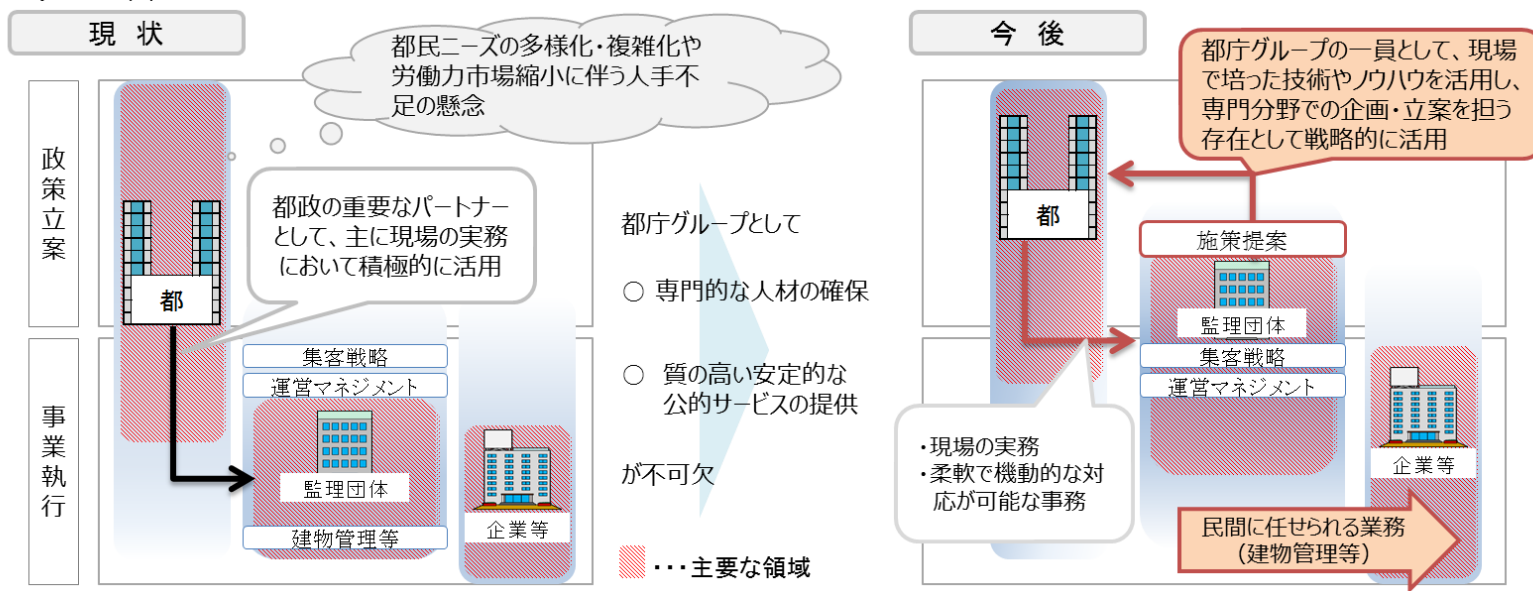 現 状
都民ニーズの多様化・複雑化や
労働力市場縮小に伴う人手不
足の懸念
政策立案
都政の重要なパートナー
として、主に現場の実務
において積極的に活用
都
事業執行
集客戦略
運営マネジメント
監理団体
建物管理等
企業等
都庁グループとして
○ 専門的な人材の確保
○ 質の高い安定的な
公的サービスの提供
が不可欠
・・・主要な領域
今 後
都庁グループの一員として、現場
で培った技術やノウハウを活用し、
専門分野での企画・立案を担う
存在として戦略的に活用
都
施策提案
監理団体
集客戦略
運営マネジメント
・現場の実務
・柔軟で機動的な対
応が可能な事務
企業等
民間に任せられる業務
（建物管理等）